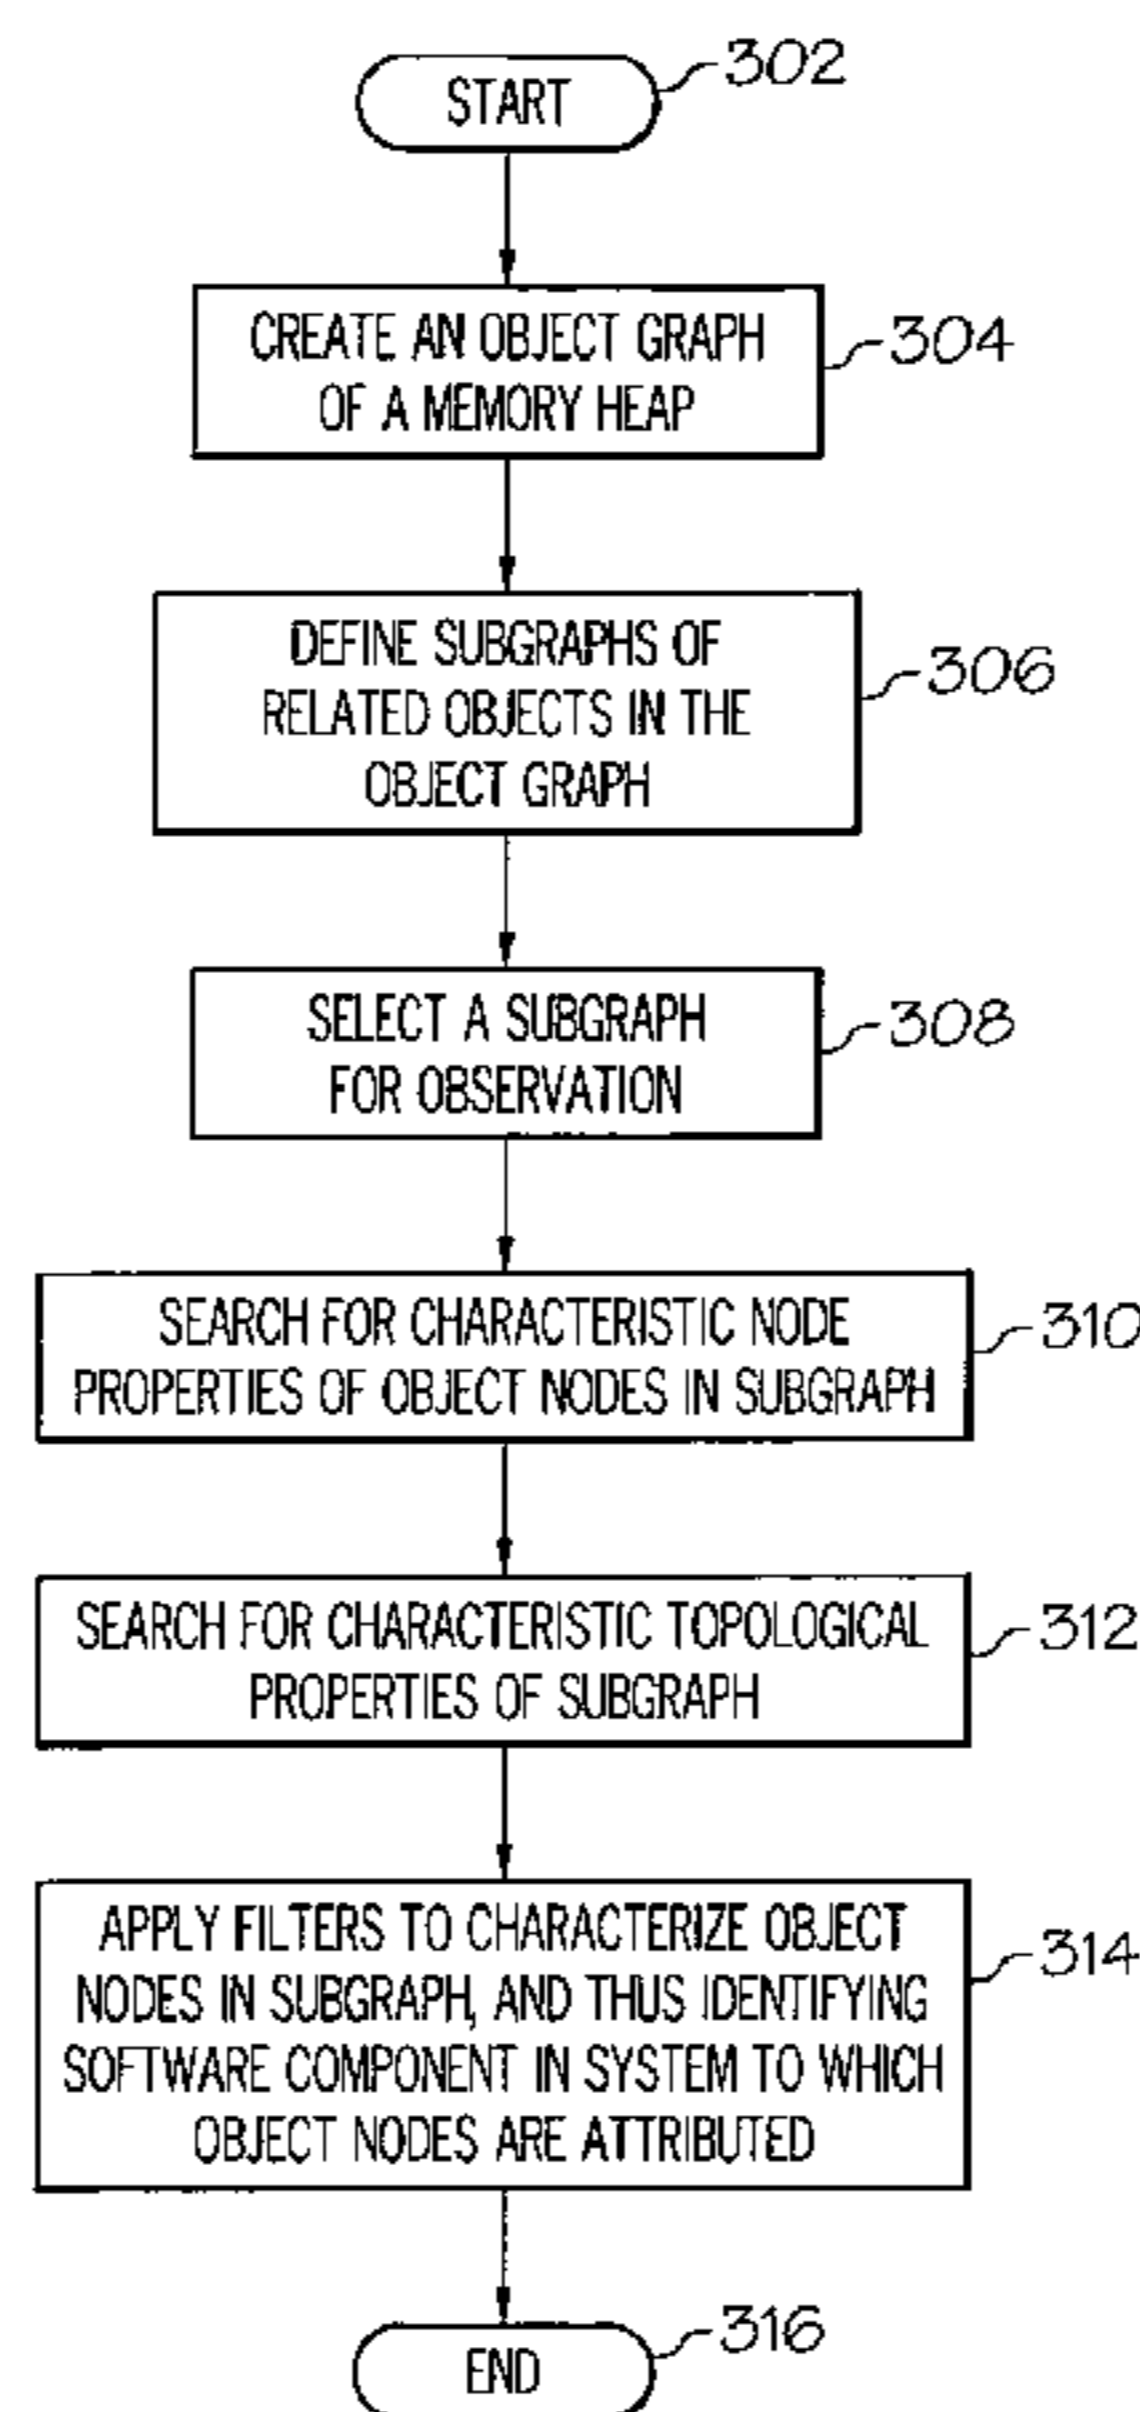 START
302
CREATE AN OBJECT GRAPH
OF A MEMORY HEAP
304
DEFINE SUBGRAPHS OF
RELATED OBJECTS IN THE
OBJECT GRAPH
306
SELECT A SUBGRAPH
FOR OBSERVATION
308
SEARCH FOR CHARACTERISTIC NODE
PROPERTIES OF OBJECT NODES IN SUBGRAPH
310
SEARCH FOR CHARACTERISTIC TOPOLOGICAL
PROPERTIES OF SUBGRAPH
312
APPLY FILTERS TO CHARACTERIZE OBJECT
NODES IN SUBGRAPH, AND THUS IDENTIFYING
SOFTWARE COMPONENT IN SYSTEM TO WHICH
OBJECT NODES ARE ATTRIBUTED
314
END
316